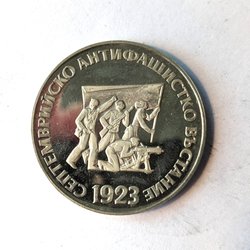 СЕПТЕМВРИЙСКО АНТИФАШИСТКО ВЪСТАНИЕ
1923